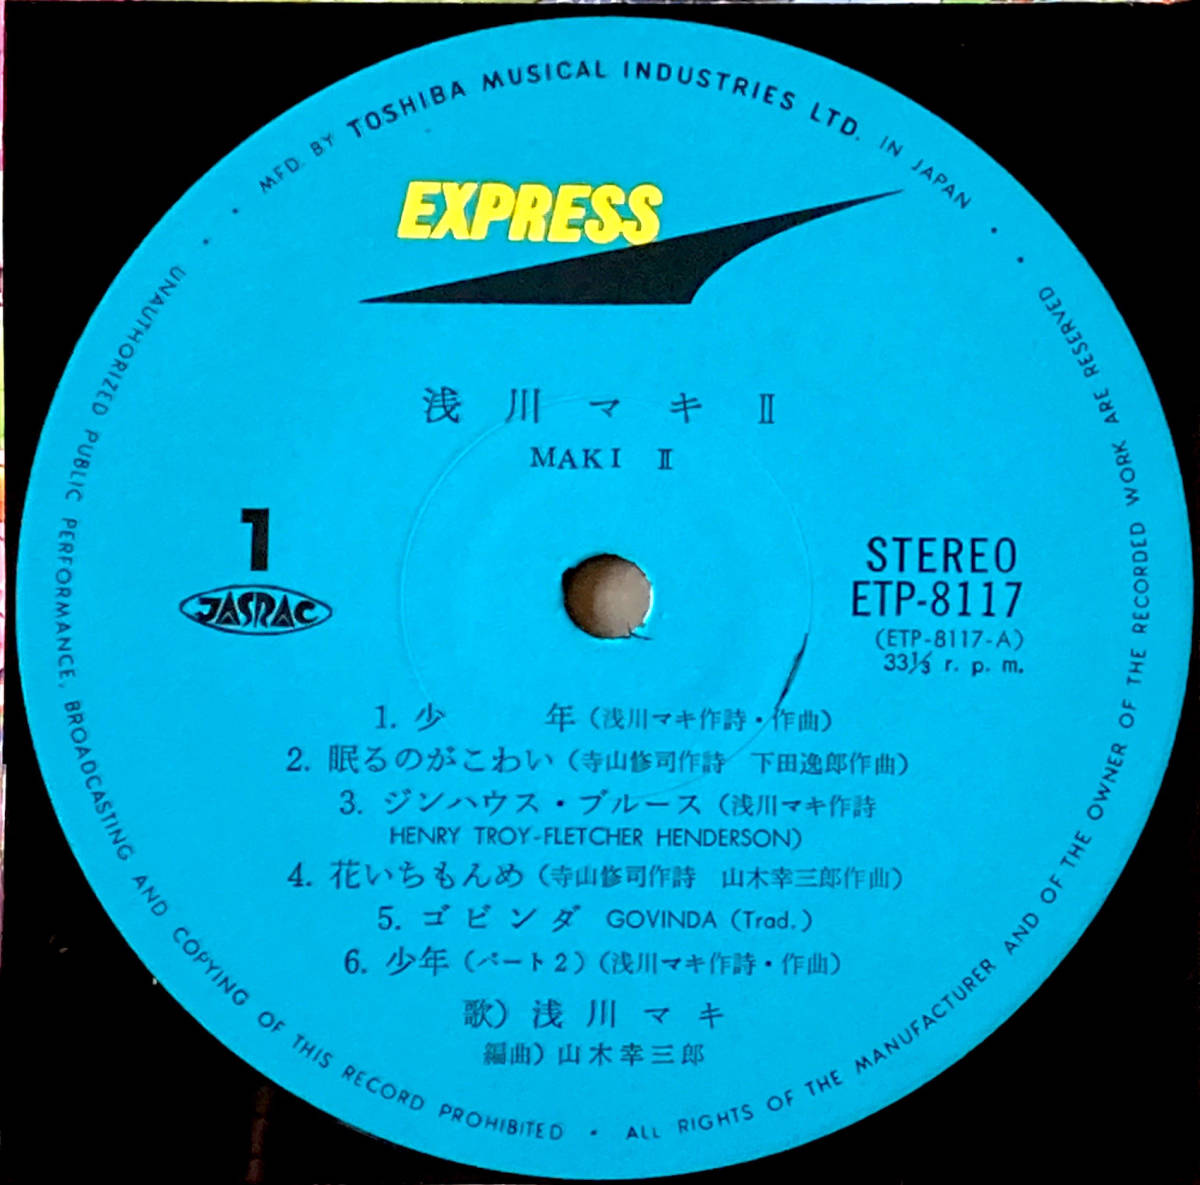 MFD. BY TOSHIBA MUSICAL INDUSTRIES LTD. IN JAPAN
EXPRESS
浅川マキ Ⅱ
MAKI Ⅱ
1
JASRAC
STEREO
ETP-8117
(ETP-8117-A)
33⅓ r. p. m.
1. 少 年 (浅川マキ作詩・作曲)
2. 眠るのがこわい (寺山修司作詩 下田逸郎作曲)
3. ジンハウス・ブルース (浅川マキ作詩
HENRY TROY-FLETCHER HENDERSON)
4. 花いちもんめ (寺山修司作詩 山木幸三郎作曲)
5. ゴビンダ GOVINDA (Trad.)
6. 少年 (パート2) (浅川マキ作詩・作曲)
歌) 浅川マキ
編曲) 山木幸三郎
UNAUTHORIZED PUBLIC PERFORMANCE, BROADCASTING AND COPYING OF THIS RECORD PROHIBITED • ALL RIGHTS OF THE MANUFACTURER AND OF THE OWNER OF THE RECORDED WORK ARE RESERVED